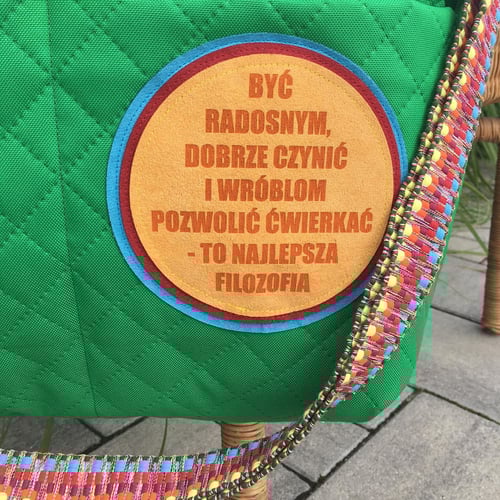 BYĆ
RADOSNYM,
DOBRZE CZYNIĆ
I WRÓBLOM
POZWOLIĆ ĆWIERKAĆ
- TO NAJLEPSZA
FILOZOFIA